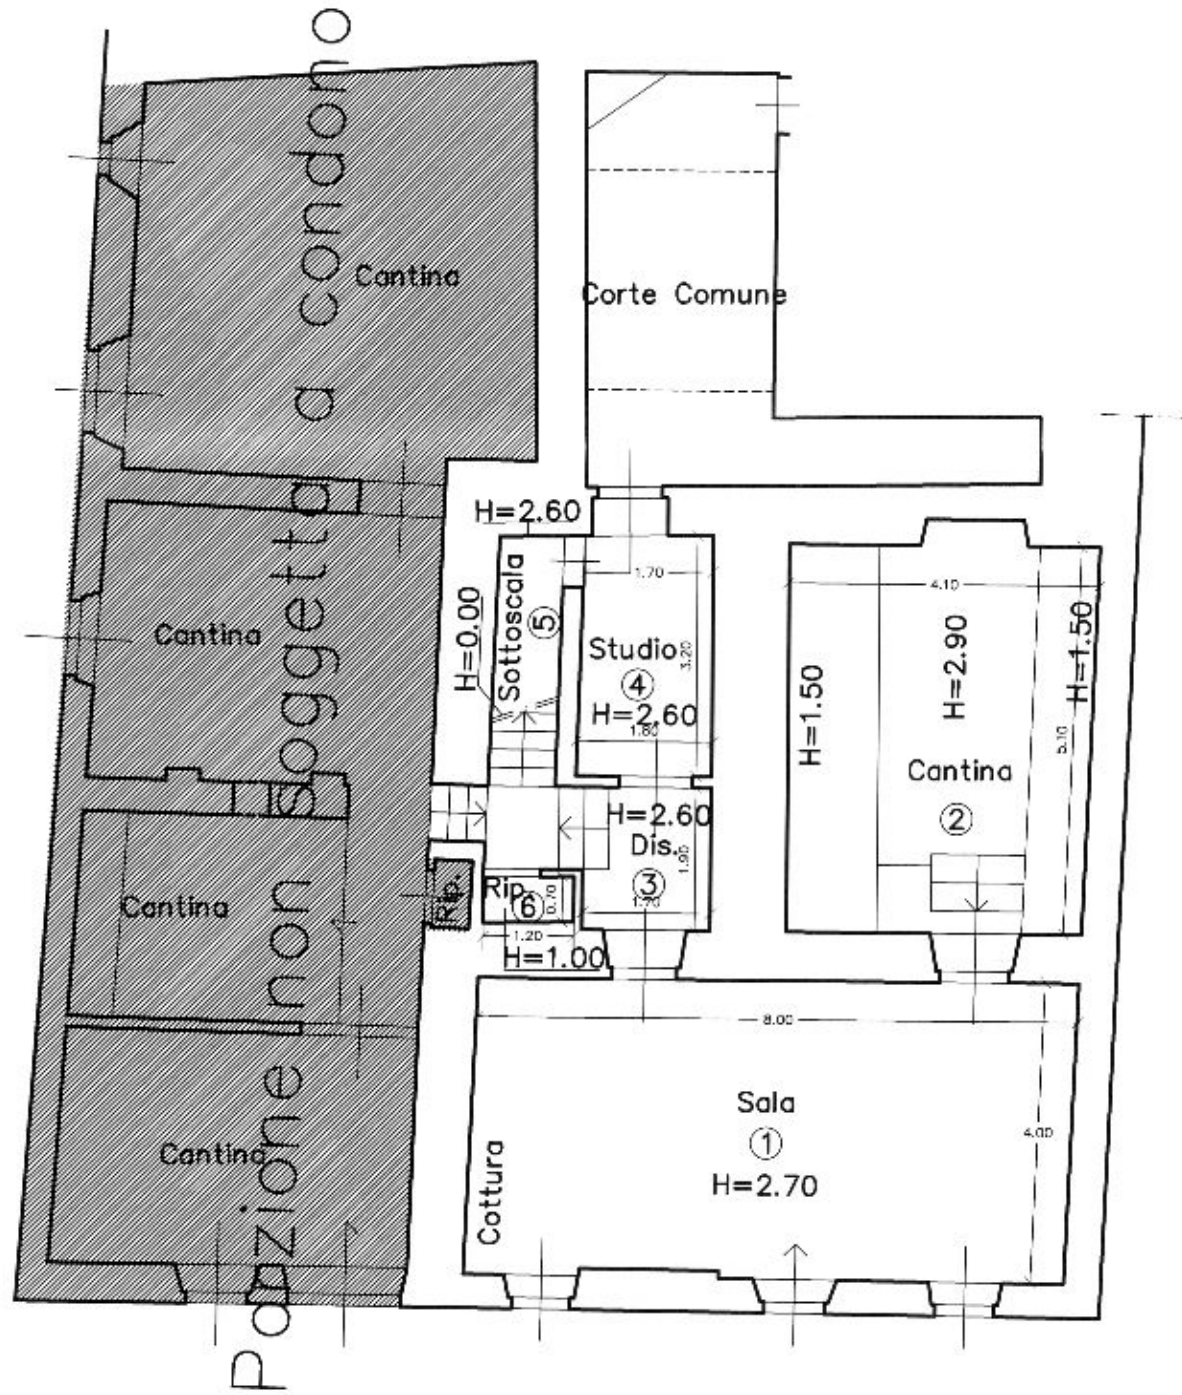 Porzione non Soggetta a condono
Cantina
Corte Comune
H=2.60
Sottoscala
5
H=0.00
1.70
Studio
4
3.20
H=2.60
1.80
Cantina
4.10
H=1.50
H=2.90
H=1.50
5.10
Cantina
2
H=2.60
Dis.
1.90
3
1.70
Cantina
Rip.
Rip.
6
0.70
1.20
H=1.00
8.00
Sala
1
H=2.70
4.00
Cottura
Cantina